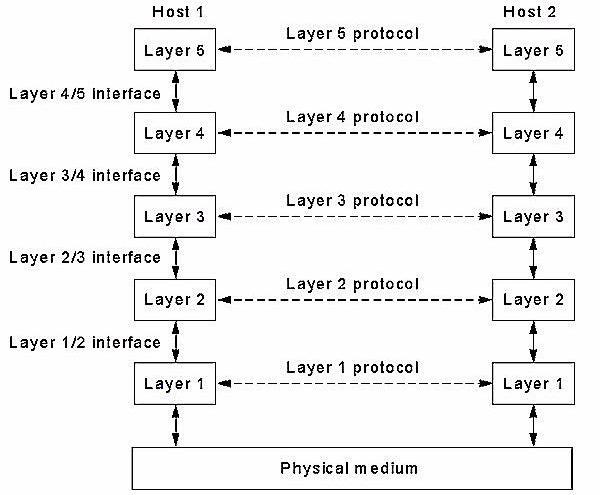 Host 1
Host 2
Layer 5 protocol
Layer 5
Layer 5
Layer 4/5 interface
Layer 4 protocol
Layer 4
Layer 4
Layer 3/4 interface
Layer 3 protocol
Layer 3
Layer 3
Layer 2/3 interface
Layer 2 protocol
Layer 2
Layer 2
Layer 1/2 interface
Layer 1 protocol
Layer 1
Layer 1
Physical medium